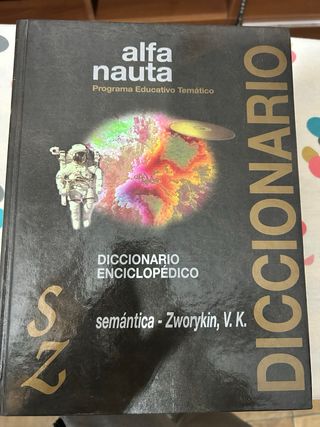 alfa
nauta
Programa Educativo Temático
DICCIONARIO
DICCIONARIO
ENCICLOPÉDICO
semántica - Zworykin, V. K.
S
Z